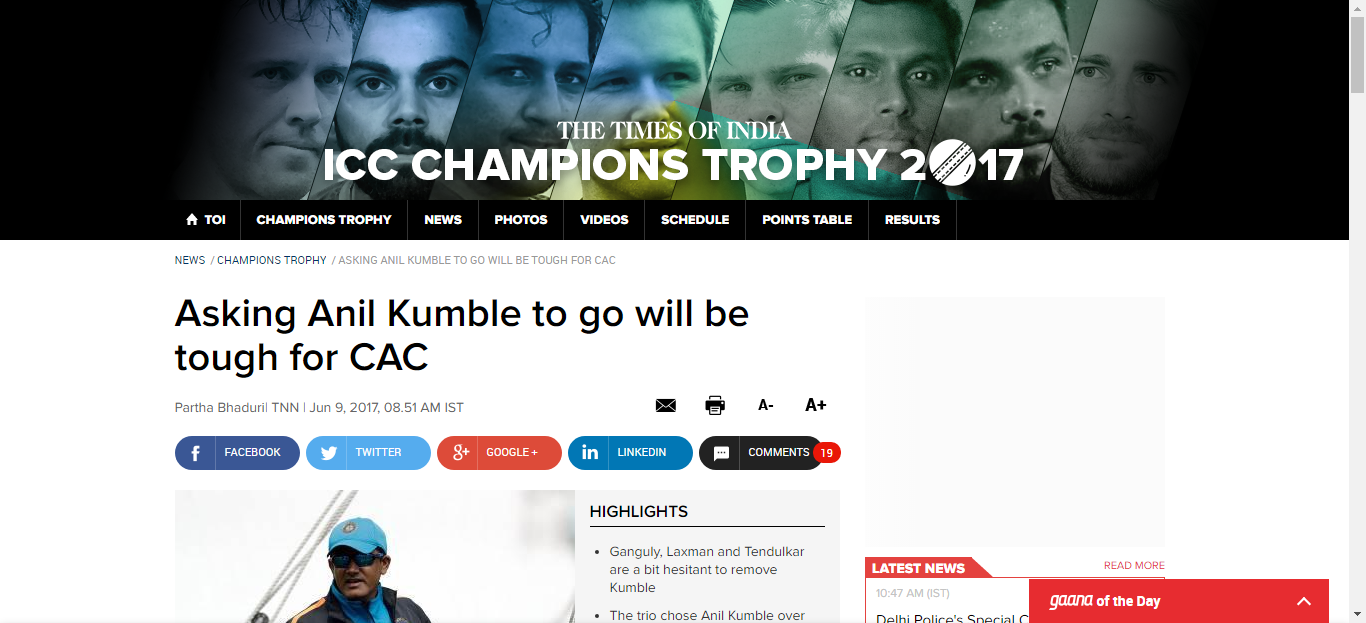 THE TIMES OF INDIA
ICC CHAMPIONS TROPHY 2017
TOI
CHAMPIONS TROPHY
NEWS
PHOTOS
VIDEOS
SCHEDULE
POINTS TABLE
RESULTS
NEWS / CHAMPIONS TROPHY / ASKING ANIL KUMBLE TO GO WILL BE TOUGH FOR CAC
Asking Anil Kumble to go will be
tough for CAC
Partha Bhaduri| TNN | Jun 9, 2017, 08.51 AM IST
A-
A+
f FACEBOOK
TWITTER
g+ GOOGLE +
in LINKEDIN
COMMENTS 19
HIGHLIGHTS
• Ganguly, Laxman and Tendulkar
are a bit hesitant to remove
Kumble
• The trio chose Anil Kumble over
LATEST NEWS
READ MORE
10:47 AM (IST)
Delhi Police's Special
gaana of the Day